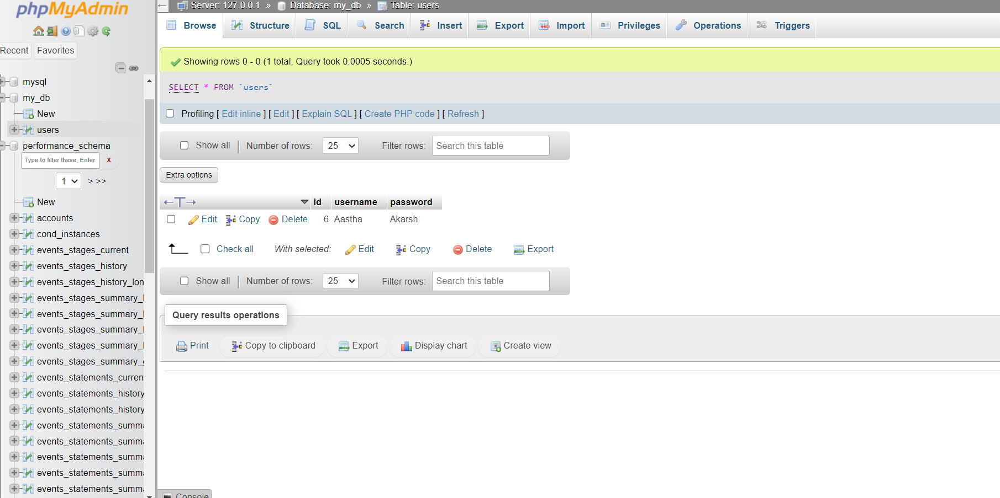 phpMyAdmin
Recent
Favorites
mysql
my_db
New
users
performance_schema
Type to filter these, Enter
X
1
> >>
New
accounts
cond_instances
events_stages_current
events_stages_history
events_stages_history_lon
events_stages_summary_
events_stages_summary_
events_stages_summary_
events_stages_summary_
events_stages_summary_
events_statements_curren
events_statements_history
events_statements_history
events_statements_summa
events_statements_summa
events_statements_summa
events_statements_summa
events_statements_summa
← Server: 127.0.0.1 » Database: my_db » Table: users
Browse Structure SQL Search Insert Export Import Privileges Operations Triggers
Showing rows 0 - 0 (1 total, Query took 0.0005 seconds.)
SELECT * FROM `users`
Profiling [ Edit inline ] [ Edit ] [ Explain SQL ] [ Create PHP code ] [ Refresh ]
Show all | Number of rows: 25 Filter rows: Search this table
Extra options
←T→ id username password
Edit Copy Delete 6 Aastha Akarsh
Check all With selected: Edit Copy Delete Export
Show all | Number of rows: 25 Filter rows: Search this table
Query results operations
Print Copy to clipboard Export Display chart Create view
Console